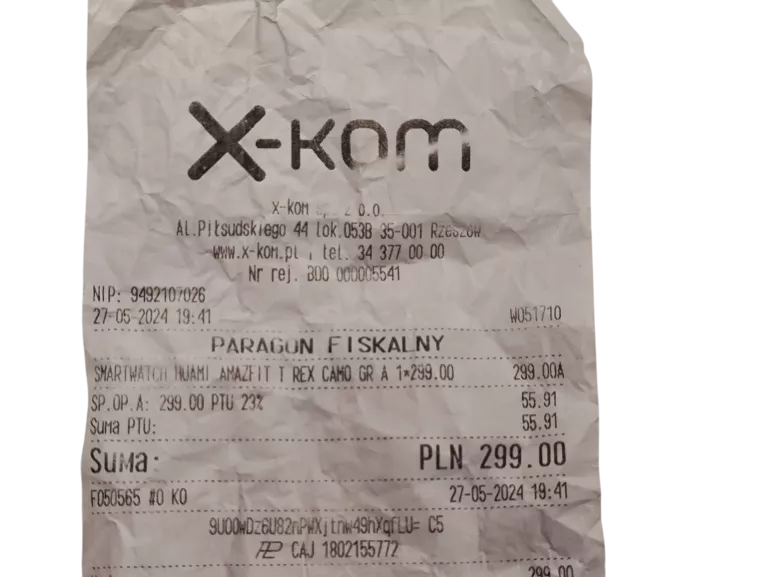 x-kom
x-kom z o.o.
Al.Piłsudskiego 44 lok.053B 35-001 Rzeszów
www.x-kom.pl , tel. 34 377 00 00
Nr rej. BDO 000005541
NIP: 9492107026
27-05-2024 19:41 W051710
PARAGON FISKALNY
SMARTWATCH HUAMI AMAZFIT T REX CAMO GR A 1*299.00 299.00A
SP.OP.A: 299.00 PTU 23% 55.91
Suma PTU: 55.91
Suma: PLN 299.00
F050565 #0 KO 27-05-2024 19:41
C5
CAJ 1802155772
299.00